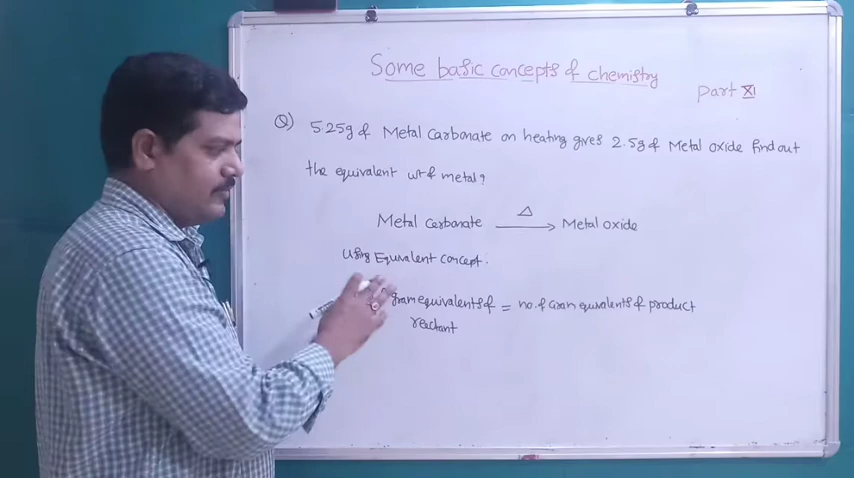 Some basic concepts of chemistry
Part XI
Q) 5.25g of Metal Carbonate on heating gives 2.5g of Metal oxide find out
the equivalent wt of metal?
Metal carbonate △ Metal oxide
Using Equivalent concept.
gram equivalents of = no. of Gram equivalents of product
reactant